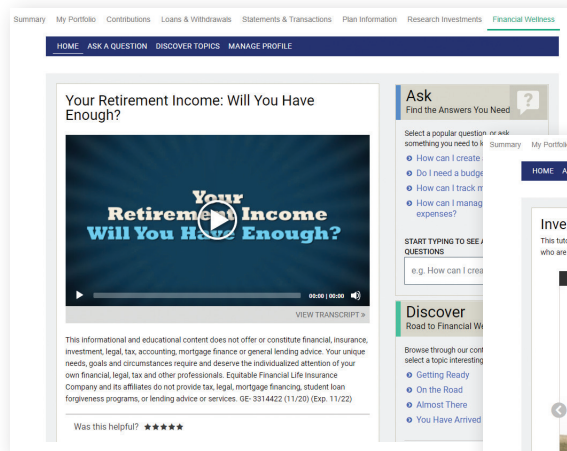 Summary My Portfolio Contributions Loans & Withdrawals Statements & Transactions Plan Information Research Investments Financial Wellness
HOME ASK A QUESTION DISCOVER TOPICS MANAGE PROFILE
Your Retirement Income: Will You Have
Enough?
Your
Retirement Income
Will You Have Enough?
00:00 | 00:00
VIEW TRANSCRIPT »
This informational and educational content does not offer or constitute financial, insurance,
investment, legal, tax, accounting, mortgage finance or general lending advice. Your unique
needs, goals and circumstances require and deserve the individualized attention of your
own financial, legal, tax and other professionals. Equitable Financial Life Insurance
Company and its affiliates do not provide tax, legal, mortgage financing, student loan
forgiveness programs, or lending advice or services. GE- 3314422 (11/20) (Exp. 11/22)
Was this helpful? ★★★★★
Ask
Find the Answers You Need
?
Select a popular question, or ask
something you need to k
How can I create
Do I need a budge
How can I track m
How can I manag
expenses?
START TYPING TO SEE A
QUESTIONS
e.g. How can I crea
Discover
Road to Financial We
Browse through our cont
select a topic interesting
Getting Ready
On the Road
Almost There
You Have Arrived
Summary My Portfolio
HOME A
Inve
This tuto
who are